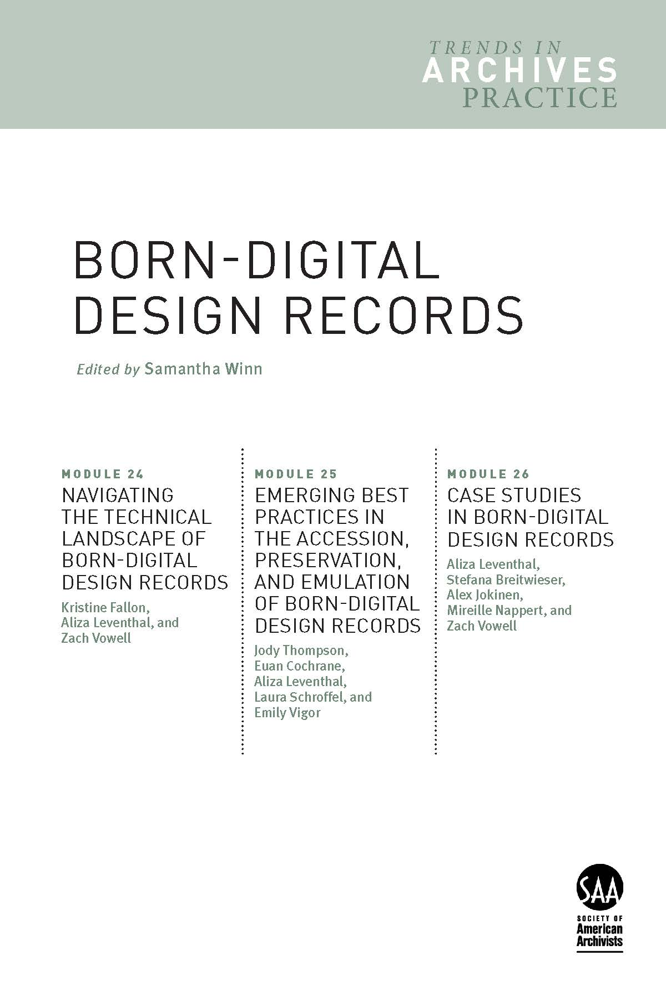 TRENDS IN
ARCHIVES
PRACTICE
BORN-DIGITAL
DESIGN RECORDS
Edited by Samantha Winn
MODULE 24
NAVIGATING
THE TECHNICAL
LANDSCAPE OF
BORN-DIGITAL
DESIGN RECORDS
Kristine Fallon,
Aliza Leventhal, and
Zach Vowell
MODULE 25
EMERGING BEST
PRACTICES IN
THE ACCESSION,
PRESERVATION,
AND EMULATION
OF BORN-DIGITAL
DESIGN RECORDS
Jody Thompson,
Euan Cochrane,
Aliza Leventhal,
Laura Schroffel, and
Emily Vigor
MODULE 26
CASE STUDIES
IN BORN-DIGITAL
DESIGN RECORDS
Aliza Leventhal,
Stefana Breitwieser,
Alex Jokinen,
Mireille Nappert, and
Zach Vowell
SAA
SOCIETY OF
American
Archivists